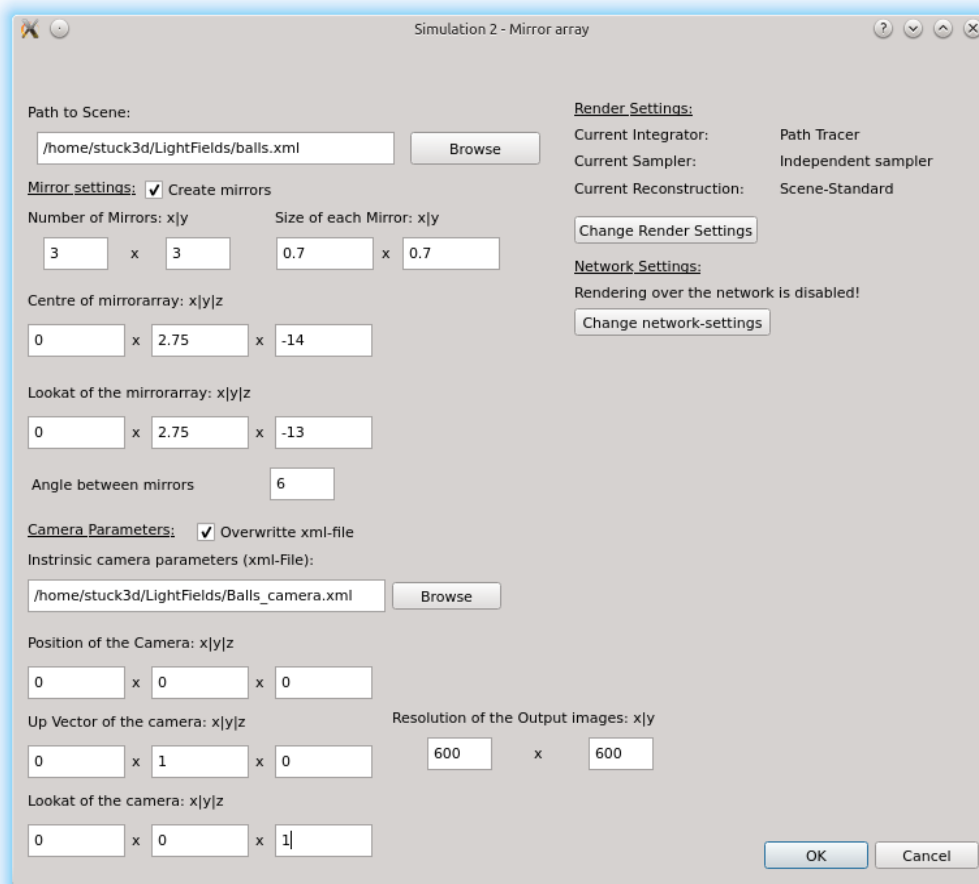 Simulation 2 - Mirror array
Path to Scene:
/home/stuck3d/LightFields/balls.xml Browse
Mirror settings: Create mirrors
Number of Mirrors: x|y Size of each Mirror: x|y
3 x 3 0.7 x 0.7
Centre of mirrorarray: x|y|z
0 x 2.75 x -14
Lookat of the mirrorarray: x|y|z
0 x 2.75 x -13
Angle between mirrors 6
Camera Parameters: Overwritte xml-file
Instrinsic camera parameters (xml-File):
/home/stuck3d/LightFields/Balls_camera.xml Browse
Position of the Camera: x|y|z
0 x 0 x 0
Up Vector of the camera: x|y|z
0 x 1 x 0
Lookat of the camera: x|y|z
0 x 0 x 1
Render Settings:
Current Integrator: Path Tracer
Current Sampler: Independent sampler
Current Reconstruction: Scene-Standard
Change Render Settings
Network Settings:
Rendering over the network is disabled!
Change network-settings
Resolution of the Output images: x|y
600 x 600
OK Cancel